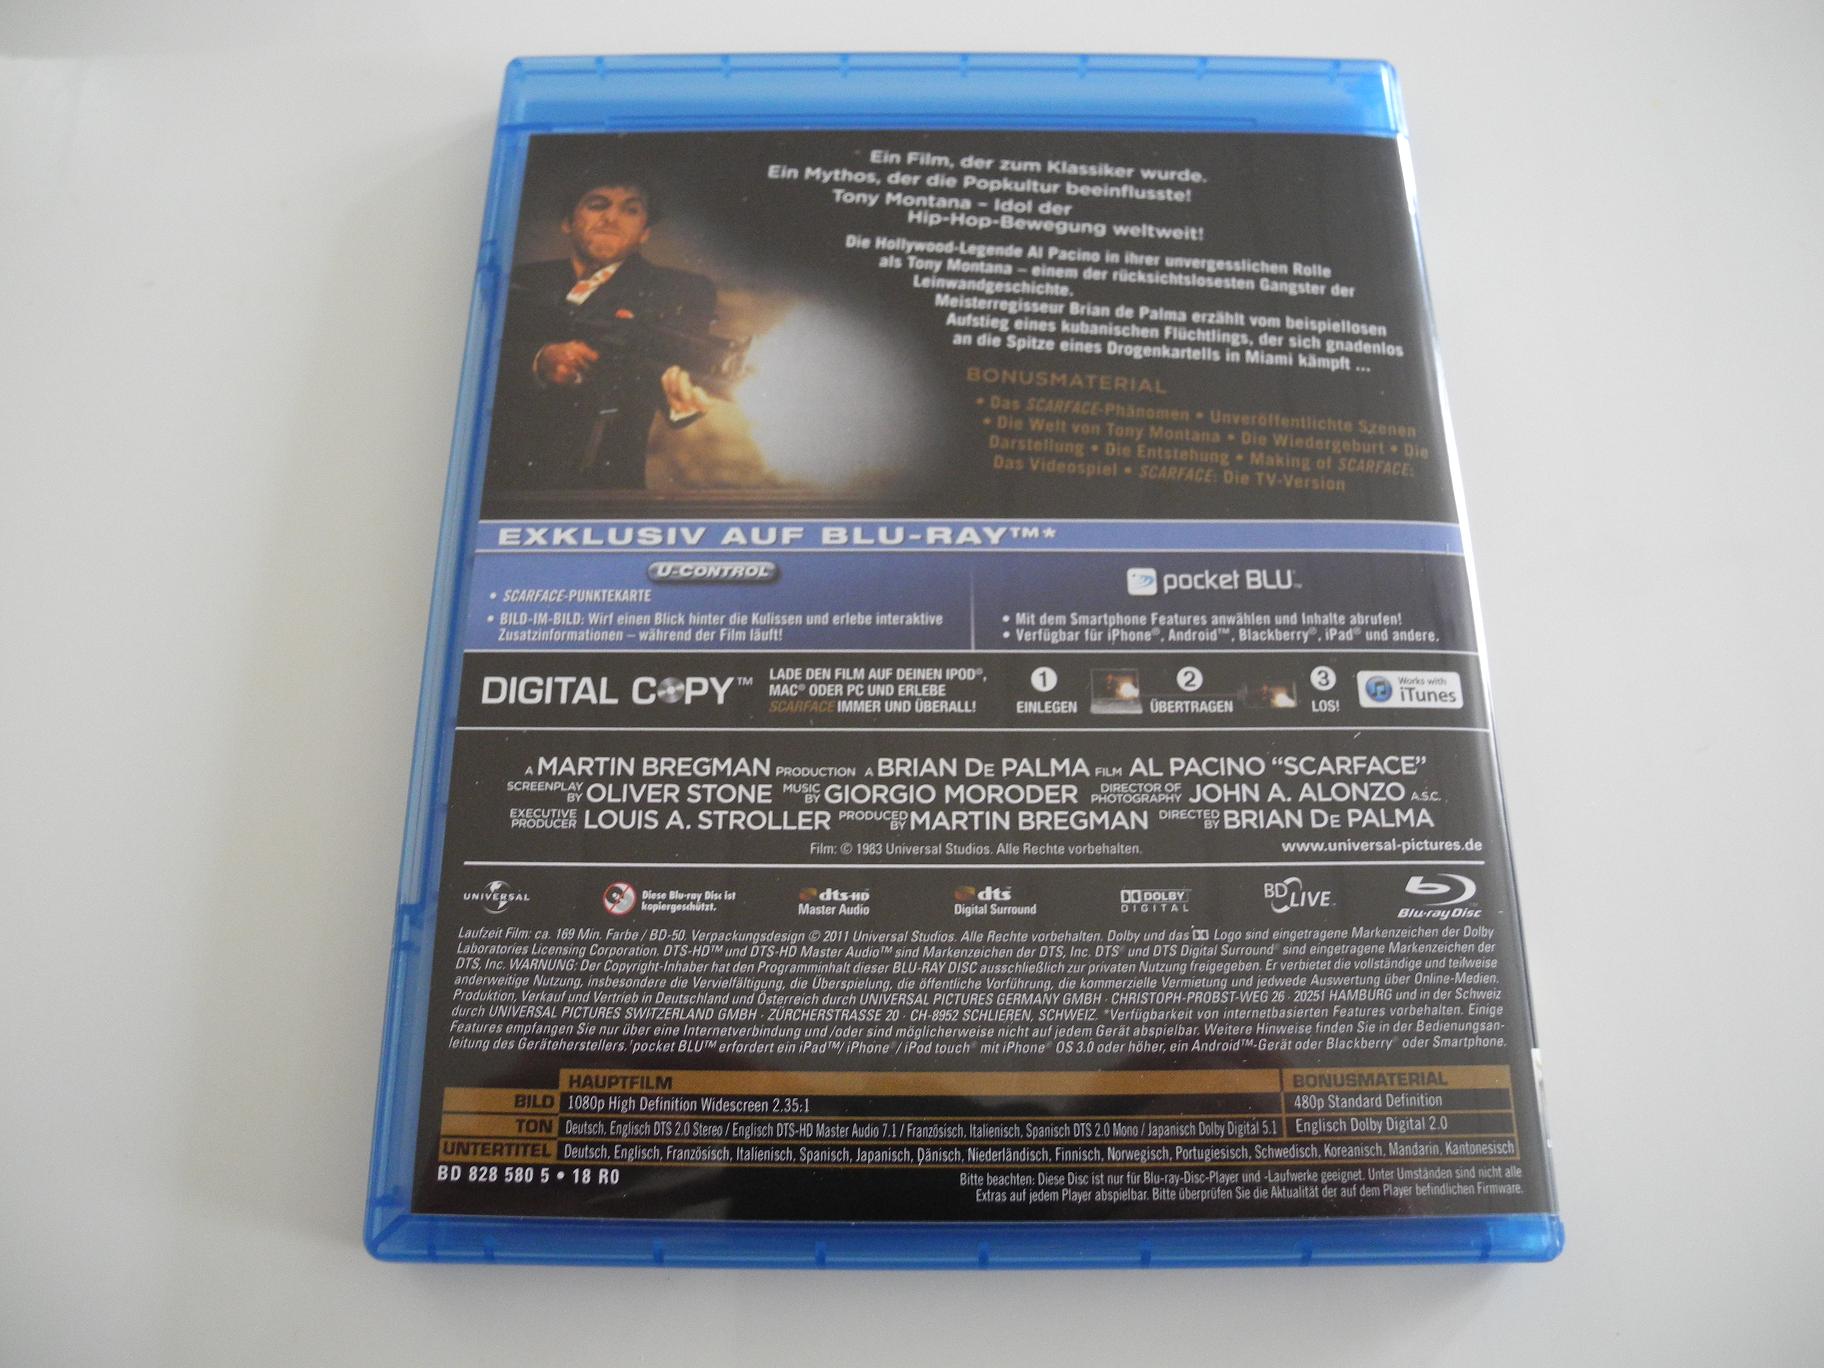 Ein Film, der zum Klassiker wurde.
Ein Mythos, der die Popkultur beeinflusste!
Tony Montana – Idol der
Hip-Hop-Bewegung weltweit!
Die Hollywood-Legende Al Pacino in ihrer unvergesslichen Rolle
als Tony Montana – einem der rücksichtslosesten Gangster der
Leinwandgeschichte.
Meisterregisseur Brian de Palma erzählt vom beispiellosen
Aufstieg eines kubanischen Flüchtlings, der sich gnadenlos
an die Spitze eines Drogenkartells in Miami kämpft ...
BONUSMATERIAL
• Das SCARFACE-Phänomen • Unveröffentlichte Szenen
• Die Welt von Tony Montana • Die Wiedergeburt • Die
Darstellung • Die Entstehung • Making of SCARFACE:
Das Videospiel • SCARFACE: Die TV-Version
EXKLUSIV AUF BLU-RAY™*
U-CONTROL
• SCARFACE-PUNKTEKARTE
• BILD-IM-BILD: Wirf einen Blick hinter die Kulissen und erlebe interaktive
Zusatzinformationen – während der Film läuft!
pocket BLU™
• Mit dem Smartphone Features anwählen und Inhalte abrufen!
• Verfügbar für iPhone®, Android™, Blackberry®, iPad® und andere.
DIGITAL COPY™
LADE DEN FILM AUF DEINEN IPOD®,
MAC® ODER PC UND ERLEBE
SCARFACE IMMER UND ÜBERALL!
1 EINLEGEN
2 ÜBERTRAGEN
3 LOS!
Works with
iTunes
A MARTIN BREGMAN PRODUCTION A BRIAN DE PALMA FILM AL PACINO “SCARFACE”
SCREENPLAY BY OLIVER STONE MUSIC BY GIORGIO MORODER DIRECTOR OF PHOTOGRAPHY JOHN A. ALONZO A.S.C.
EXECUTIVE PRODUCER LOUIS A. STROLLER PRODUCED BY MARTIN BREGMAN DIRECTED BY BRIAN DE PALMA
Film: © 1983 Universal Studios. Alle Rechte vorbehalten.
www.universal-pictures.de
UNIVERSAL
Diese Blu-ray Disc ist
kopiergeschützt.
dts-HD
Master Audio
dts
Digital Surround
DOLBY
DIGITAL
BD LIVE™
Blu-ray Disc
Laufzeit Film: ca. 169 Min. Farbe / BD-50. Verpackungsdesign © 2011 Universal Studios. Alle Rechte vorbehalten. Dolby und das Logo sind eingetragene Markenzeichen der Dolby
Laboratories Licensing Corporation. DTS-HD™ und DTS-HD Master Audio™ sind Markenzeichen der DTS, Inc. DTS® und DTS Digital Surround® sind eingetragene Markenzeichen der
DTS, Inc. WARNUNG: Der Copyright-Inhaber hat den Programminhalt dieser BLU-RAY DISC ausschließlich zur privaten Nutzung freigegeben. Er verbietet die vollständige und teilweise
anderweitige Nutzung, insbesondere die Vervielfältigung, die Überspielung, die öffentliche Vorführung, die kommerzielle Vermietung und jedwede Auswertung über Online-Medien.
Produktion, Verkauf und Vertrieb in Deutschland und Österreich durch UNIVERSAL PICTURES GERMANY GMBH · CHRISTOPH-PROBST-WEG 26 · 20251 HAMBURG und in der Schweiz
durch UNIVERSAL PICTURES SWITZERLAND GMBH · ZÜRCHERSTRASSE 20 · CH-8952 SCHLIEREN, SCHWEIZ. *Verfügbarkeit von internetbasierten Features vorbehalten. Einige
Features empfangen Sie nur über eine Internetverbindung und /oder sind möglicherweise nicht auf jedem Gerät abspielbar. Weitere Hinweise finden Sie in der Bedienungsan-
leitung des Geräteherstellers. 'pocket BLU™ erfordert ein iPad™/ iPhone® / iPod touch® mit iPhone® OS 3.0 oder höher, ein Android™-Gerät oder Blackberry® oder Smartphone.
HAUPTFILM BONUSMATERIAL
BILD 1080p High Definition Widescreen 2.35:1 480p Standard Definition
TON Deutsch, Englisch DTS 2.0 Stereo / Englisch DTS-HD Master Audio 7.1 / Französisch, Italienisch, Spanisch DTS 2.0 Mono / Japanisch Dolby Digital 5.1 Englisch Dolby Digital 2.0
UNTERTITEL Deutsch, Englisch, Französisch, Italienisch, Spanisch, Japanisch, Dänisch, Niederländisch, Finnisch, Norwegisch, Portugiesisch, Schwedisch, Koreanisch, Mandarin, Kantonesisch
BD 828 580 5 • 18 R0
Bitte beachten: Diese Disc ist nur für Blu-ray-Disc-Player und -Laufwerke geeignet. Unter Umständen sind nicht alle
Extras auf jedem Player abspielbar. Bitte überprüfen Sie die Aktualität der auf dem Player befindlichen Firmware.